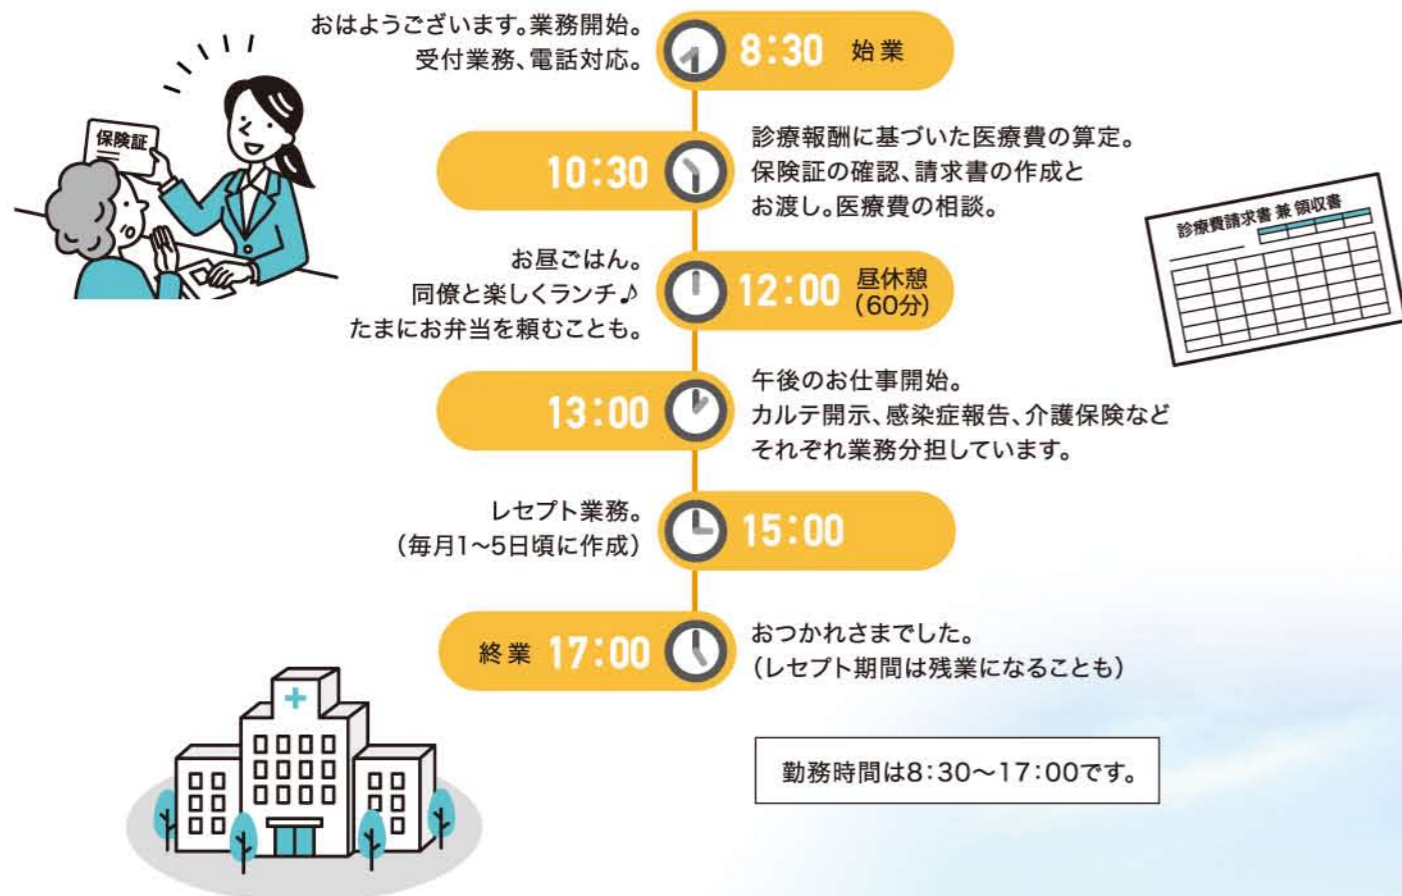 おはようございます。業務開始。
受付業務、電話対応。
8:30 始業
保険証
10:30
診療報酬に基づいた医療費の算定。
保険証の確認、請求書の作成と
お渡し。医療費の相談。
診療費請求書 兼 領収書
お昼ごはん。
同僚と楽しくランチ♪
たまにお弁当を頼むことも。
12:00 昼休憩
(60分)
13:00
午後のお仕事開始。
カルテ開示、感染症報告、介護保険など
それぞれ業務分担しています。
レセプト業務。
(毎月1~5日頃に作成)
15:00
終業 17:00
おつかれさまでした。
(レセプト期間は残業になることも)
勤務時間は8:30~17:00です。